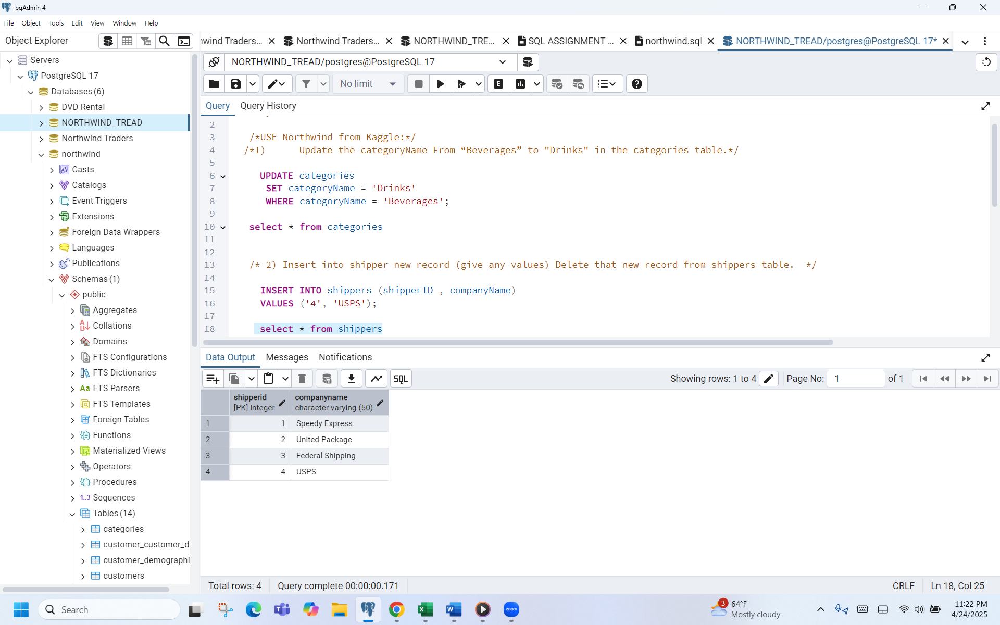 pgAdmin 4
File Object Tools Edit View Window Help
Object Explorer
nwind Traders... Northwind Traders... NORTHWIND_TRE... SQL ASSIGNMENT ... northwind.sql NORTHWIND_TREAD/postgres@PostgreSQL 17*
NORTHWIND_TREAD/postgres@PostgreSQL 17
No limit
E
Query Query History
Servers
PostgreSQL 17
Databases (6)
DVD Rental
NORTHWIND_TREAD
Northwind Traders
northwind
Casts
Catalogs
Event Triggers
Extensions
Foreign Data Wrappers
Languages
Publications
Schemas (1)
public
Aggregates
Collations
Domains
FTS Configurations
FTS Dictionaries
Aa FTS Parsers
FTS Templates
Foreign Tables
Functions
Materialized Views
Operators
Procedures
1..3 Sequences
Tables (14)
categories
customer_customer_d
customer_demographi
customers
2
3 /*USE Northwind from Kaggle:*/
4 /*1) Update the categoryName From “Beverages” to "Drinks" in the categories table.*/
5
6 UPDATE categories
7 SET categoryName = 'Drinks'
8 WHERE categoryName = 'Beverages';
9
10 select * from categories
11
12
13 /* 2) Insert into shipper new record (give any values) Delete that new record from shippers table. */
14
15 INSERT INTO shippers (shipperID , companyName)
16 VALUES ('4', 'USPS');
17
18 select * from shippers
Data Output Messages Notifications
SQL
Showing rows: 1 to 4 Page No: 1 of 1
shipperid companyname
[PK] integer character varying (50)
1 1 Speedy Express
2 2 United Package
3 3 Federal Shipping
4 4 USPS
Total rows: 4 Query complete 00:00:00.171 CRLF Ln 18, Col 25
Search
zoom
3 64°F
Mostly cloudy
11:22 PM
4/24/2025